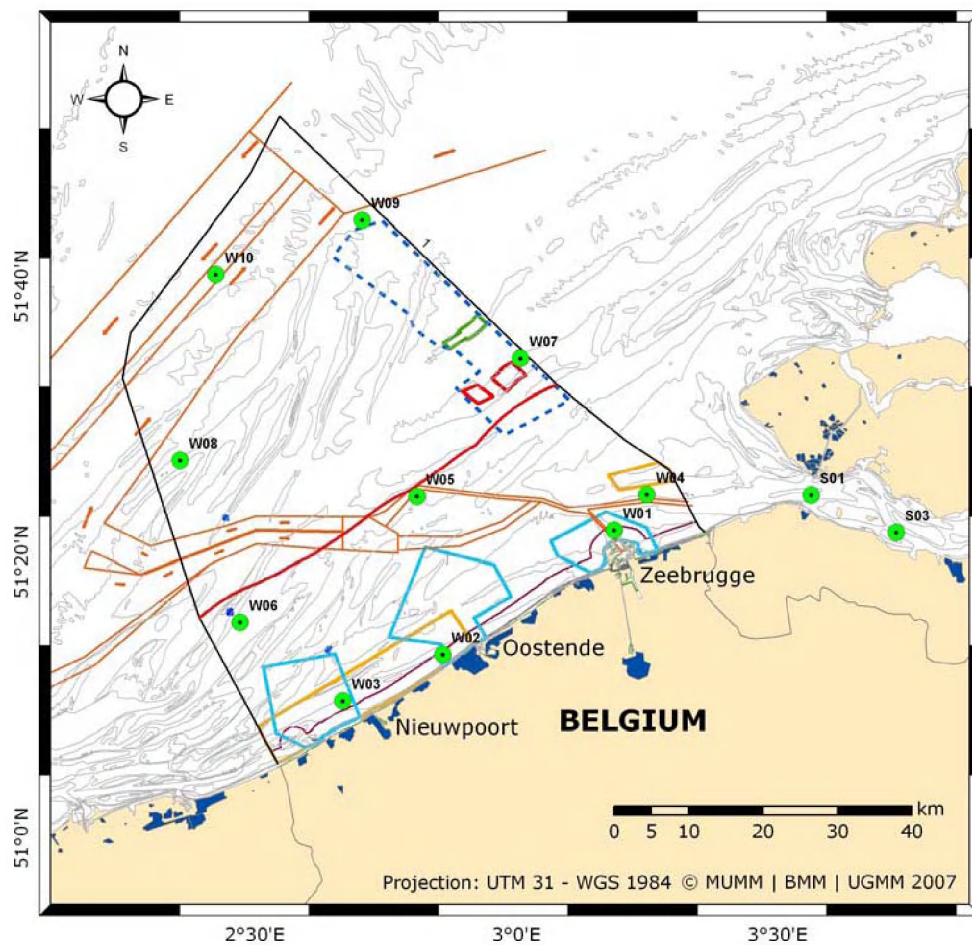 N
W E
S
W09
1
W10
51°40'N
W07
W08
W05
W04
S01
W01
S03
51°20'N
Zeebrugge
W06
W02
Oostende
W03
Nieuwpoort
BELGIUM
km
0 5 10 20 30 40
51°0'N
Projection: UTM 31 - WGS 1984 © MUMM | BMM | UGMM 2007
2°30'E 3°0'E 3°30'E